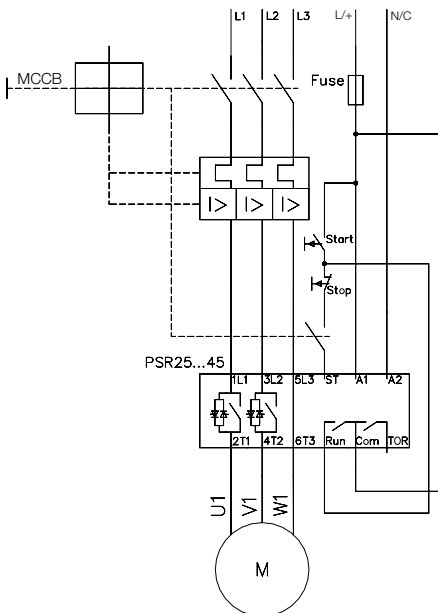 L1 L2 L3 L/+ N/C
MCCB
Fuse
I> I> I>
Start
Stop
PSR25...45
1L1 3L2 5L3 ST A1 A2
2T1 4T2 6T3 Run Com TOR
U1 V1 W1
M